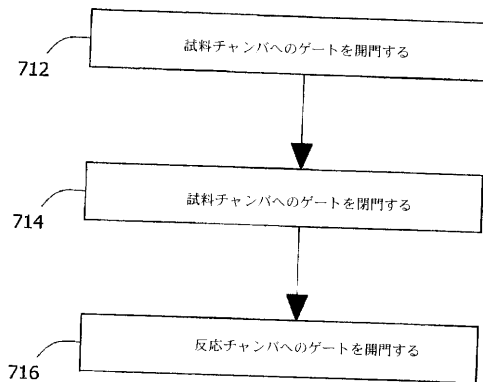 試料チャンバへのゲートを開門する
712
試料チャンバへのゲートを閉門する
714
反応チャンバへのゲートを開門する
716